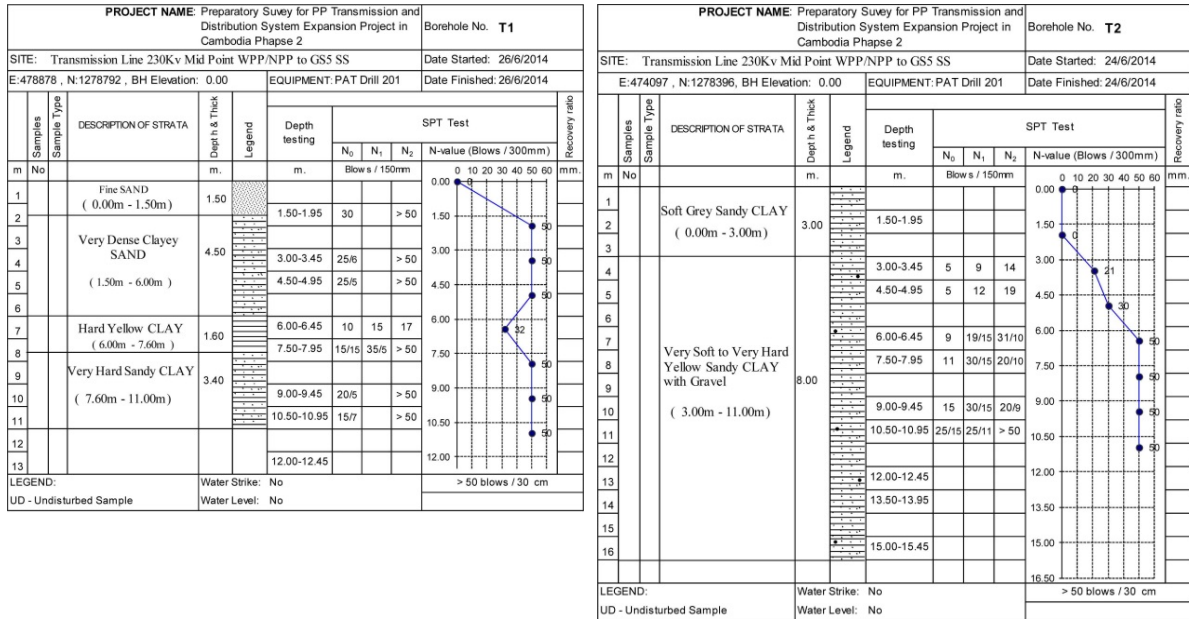 PROJECT NAME: Preparatory Suvey for PP Transmission and
Distribution System Expansion Project in
Cambodia Phapse 2
Borehole No. T1
SITE: Transmission Line 230Kv Mid Point WPP/NPP to GS5 SS
Date Started: 26/6/2014
E:478878 , N:1278792 , BH Elevation: 0.00
EQUIPMENT: PAT Drill 201
Date Finished: 26/6/2014
Samples
Sample Type
DESCRIPTION OF STRATA
Depth & Thick
Legend
Depth
testing
SPT Test
Recovery ratio
N0 N1 N2
N-value (Blows / 300mm)
m No m. m. Blows / 150mm mm.
0.00 0 10 20 30 40 50 60
1
2
3
4
5
6
7
8
9
10
11
12
13
Fine SAND
( 0.00m - 1.50m)
1.50
Very Dense Clayey
SAND
( 1.50m - 6.00m )
4.50
Hard Yellow CLAY
( 6.00m - 7.60m )
1.60
Very Hard Sandy CLAY
( 7.60m - 11.00m)
3.40
1.50-1.95 30 > 50
3.00-3.45 25/6 > 50
4.50-4.95 25/5 > 50
6.00-6.45 10 15 17
7.50-7.95 15/15 35/5 > 50
9.00-9.45 20/5 > 50
10.50-10.95 15/7 > 50
12.00-12.45
0
1.50
50
3.00
50
4.50
50
6.00
32
7.50
50
9.00
50
10.50
50
12.00
LEGEND:
Water Strike: No
> 50 blows / 30 cm
UD - Undisturbed Sample
Water Level: No
PROJECT NAME: Preparatory Suvey for PP Transmission and
Distribution System Expansion Project in
Cambodia Phapse 2
Borehole No. T2
SITE: Transmission Line 230Kv Mid Point WPP/NPP to GS5 SS
Date Started: 24/6/2014
E:474097 , N:1278396, BH Elevation: 0.00
EQUIPMENT: PAT Drill 201
Date Finished: 24/6/2014
Samples
Sample Type
DESCRIPTION OF STRATA
Depth & Thick
Legend
Depth
testing
SPT Test
Recovery ratio
N0 N1 N2
N-value (Blows / 300mm)
m No m. m. Blows / 150mm mm.
0.00 0 10 20 30 40 50 60
1
2
3
4
5
6
7
8
9
10
11
12
13
14
16
Soft Grey Sandy CLAY
( 0.00m - 3.00m)
3.00
Very Soft to Very Hard
Yellow Sandy CLAY
with Gravel
( 3.00m - 11.00m)
8.00
1.50-1.95
3.00-3.45 5 9 14
4.50-4.95 5 12 19
6.00-6.45 9 19/15 31/10
7.50-7.95 11 30/15 20/10
9.00-9.45 15 30/15 20/9
10.50-10.95 25/15 25/11 > 50
12.00-12.45
13.50-13.95
15.00-15.45
0
1.50
0
3.00
21
4.50
30
6.00
50
7.50
50
9.00
50
10.50
50
12.00
13.50
15.00
16.50
LEGEND:
Water Strike: No
> 50 blows / 30 cm
UD - Undisturbed Sample
Water Level: No